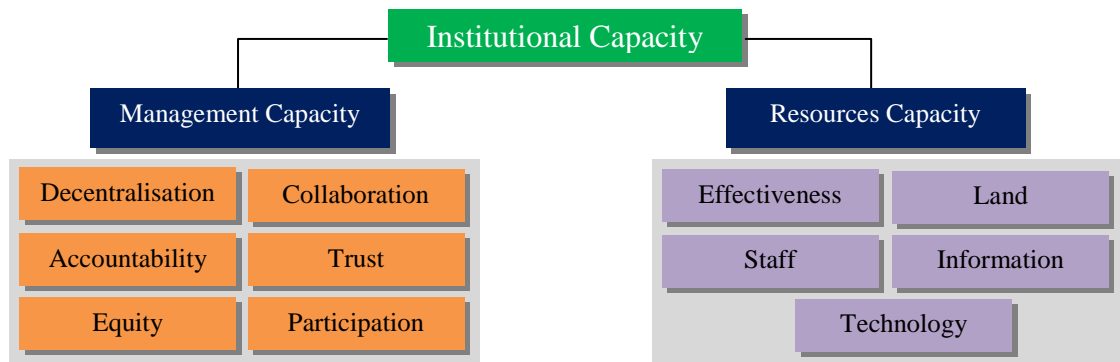 Institutional Capacity
Management Capacity
Resources Capacity
Decentralisation
Collaboration
Accountability
Trust
Equity
Participation
Effectiveness
Land
Staff
Information
Technology